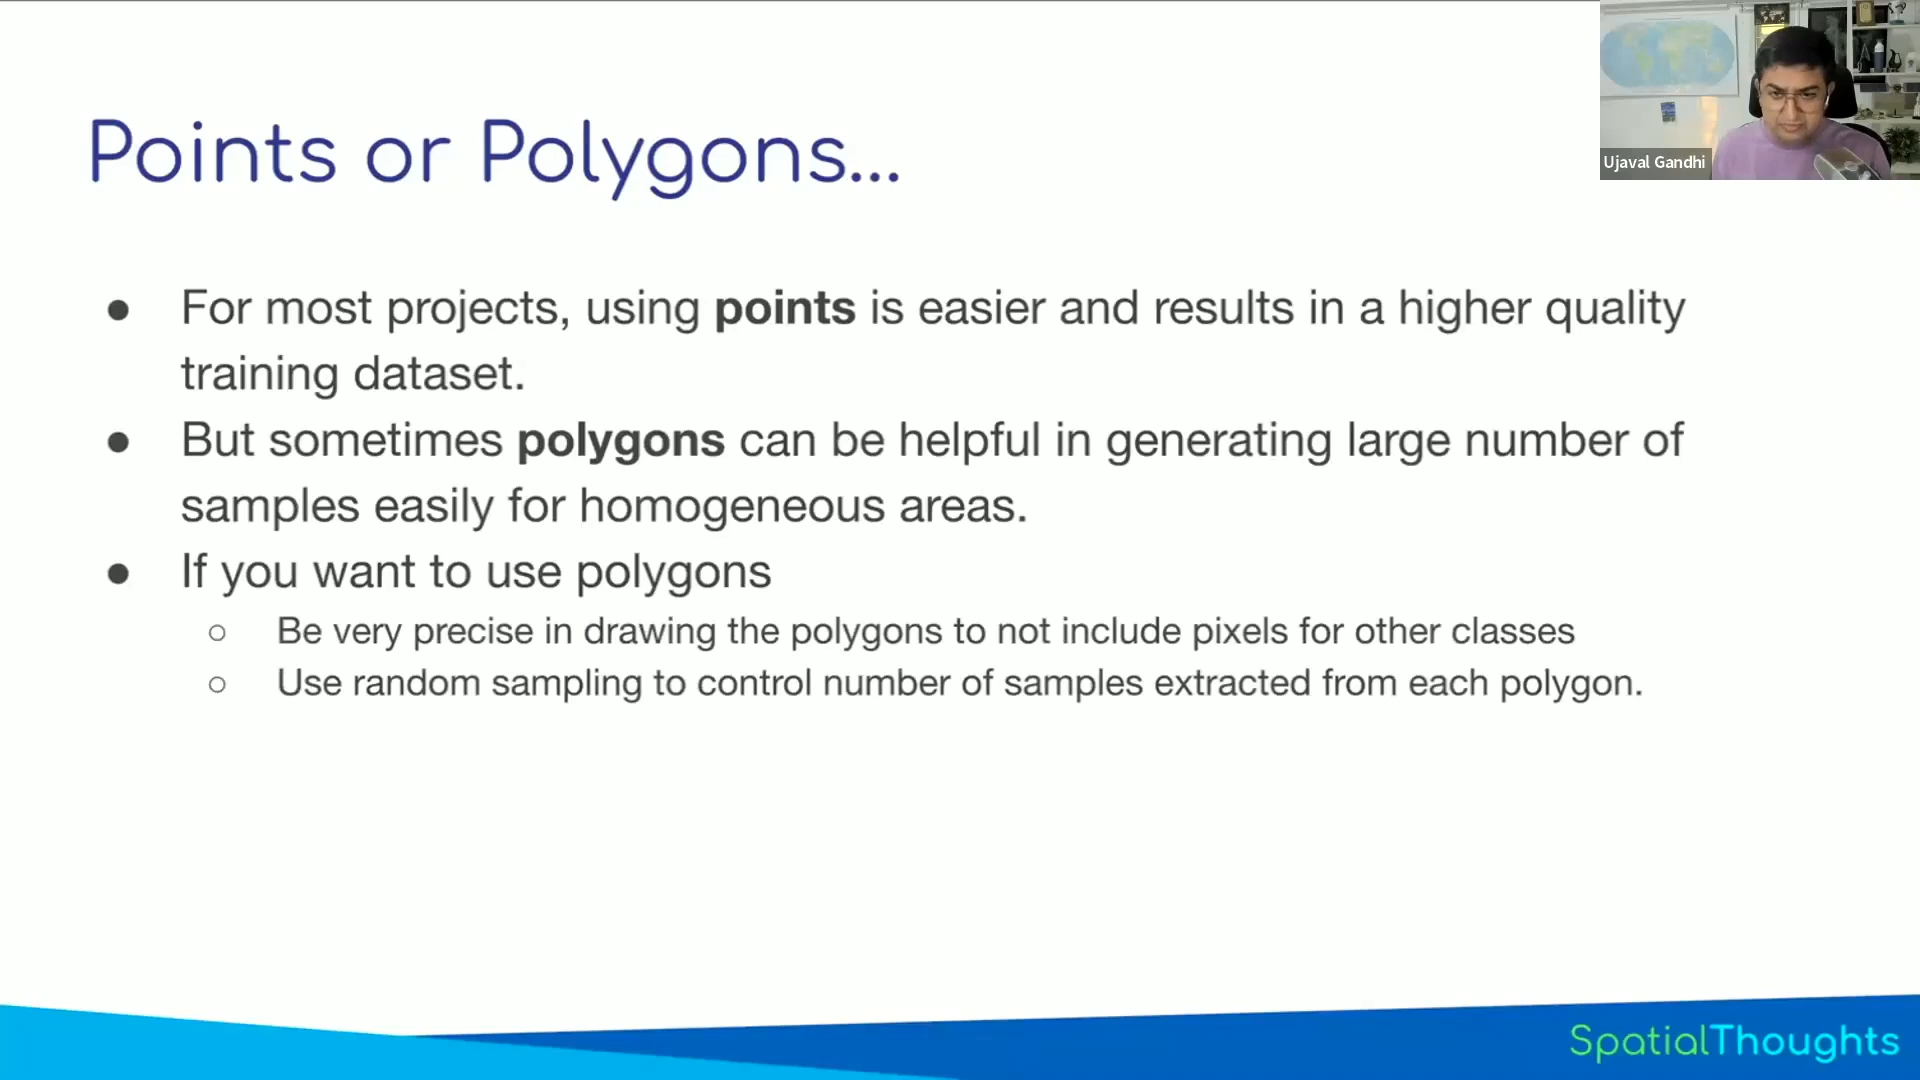 Points or Polygons...
Ujaval Gandhi
● For most projects, using points is easier and results in a higher quality
training dataset.
● But sometimes polygons can be helpful in generating large number of
samples easily for homogeneous areas.
● If you want to use polygons
○ Be very precise in drawing the polygons to not include pixels for other classes
○ Use random sampling to control number of samples extracted from each polygon.
SpatialThoughts